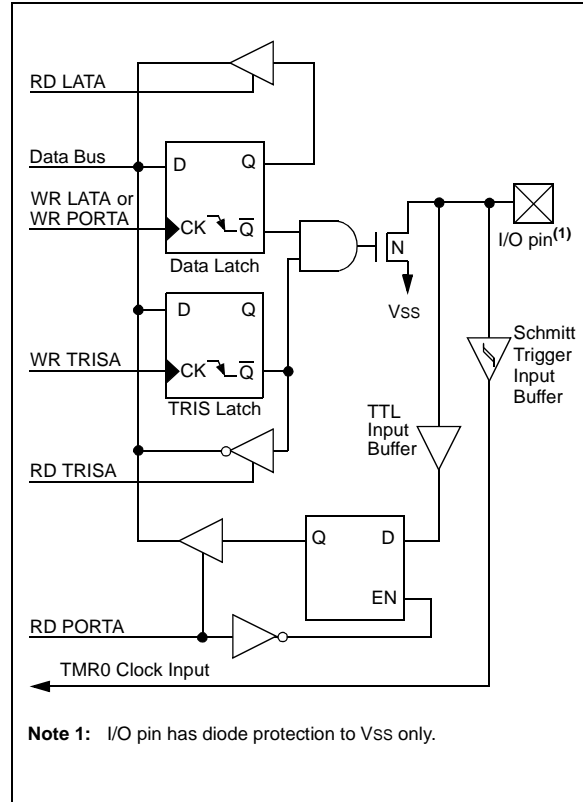 RD LATA
Data Bus
D Q
WR LATA or
WR PORTA
CK Q
Data Latch
N
VSS
I/O pin(1)
D Q
WR TRISA
CK Q
TRIS Latch
Schmitt
Trigger
Input
Buffer
TTL
Input
Buffer
RD TRISA
Q D
EN
RD PORTA
TMR0 Clock Input
Note 1: I/O pin has diode protection to VSS only.